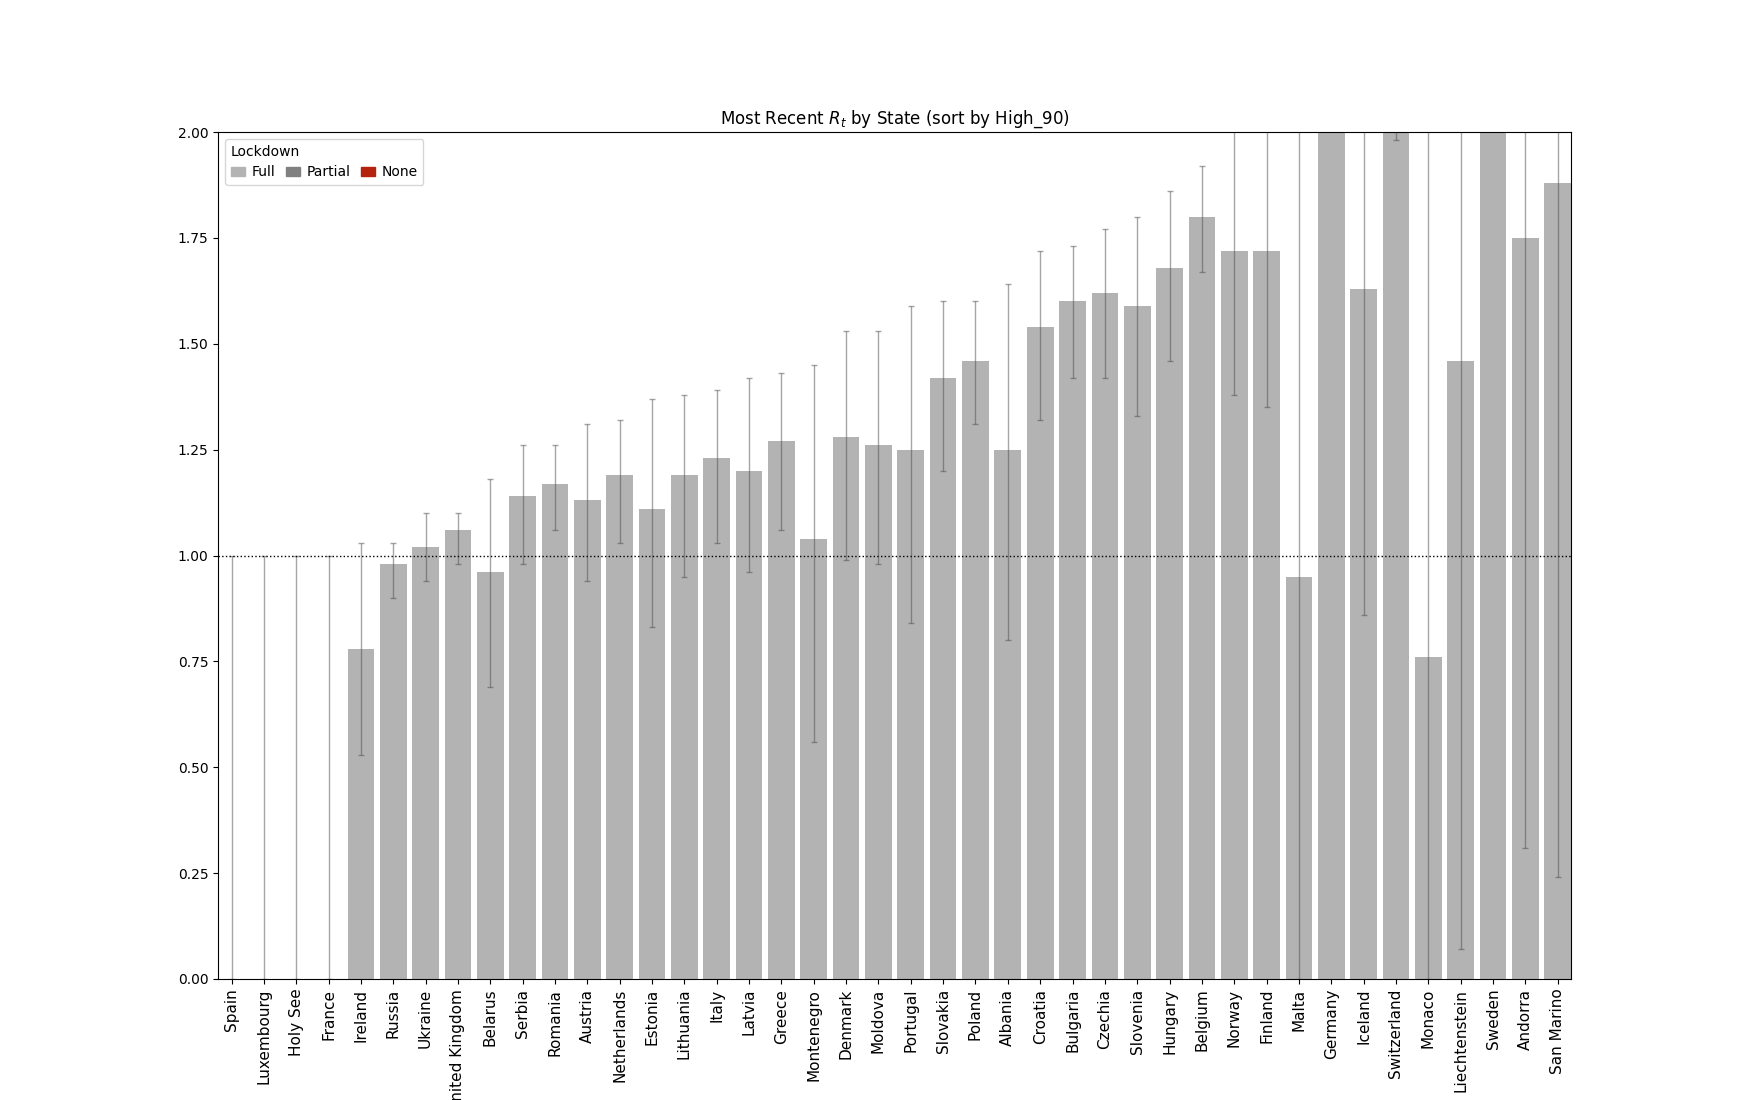 Most Recent R_t by State (sort by High_90)
Lockdown
Full Partial None
2.00
1.75
1.50
1.25
1.00
0.75
0.50
0.25
0.00
Spain
Luxembourg
Holy See
France
Ireland
Russia
Ukraine
nited Kingdom
Belarus
Serbia
Romania
Austria
Netherlands
Estonia
Lithuania
Italy
Latvia
Greece
Montenegro
Denmark
Moldova
Portugal
Slovakia
Poland
Albania
Croatia
Bulgaria
Czechia
Slovenia
Hungary
Belgium
Norway
Finland
Malta
Germany
Iceland
Switzerland
Monaco
Liechtenstein
Sweden
Andorra
San Marino